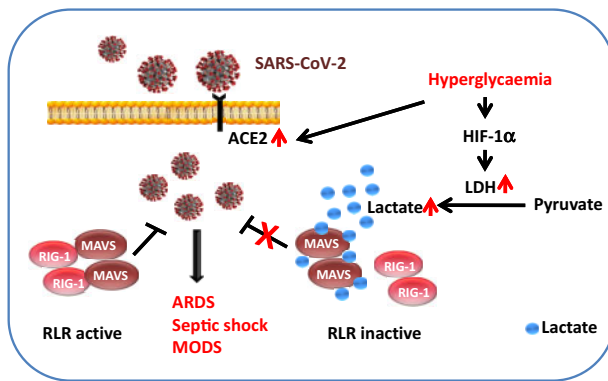 SARS-CoV-2
Hyperglycaemia
ACE2
HIF-1α
LDH
Lactate
Pyruvate
MAVS
RIG-1
MAVS
RIG-1
MAVS
MAVS
RIG-1
RIG-1
ARDS
Septic shock
MODS
RLR active
RLR inactive
Lactate